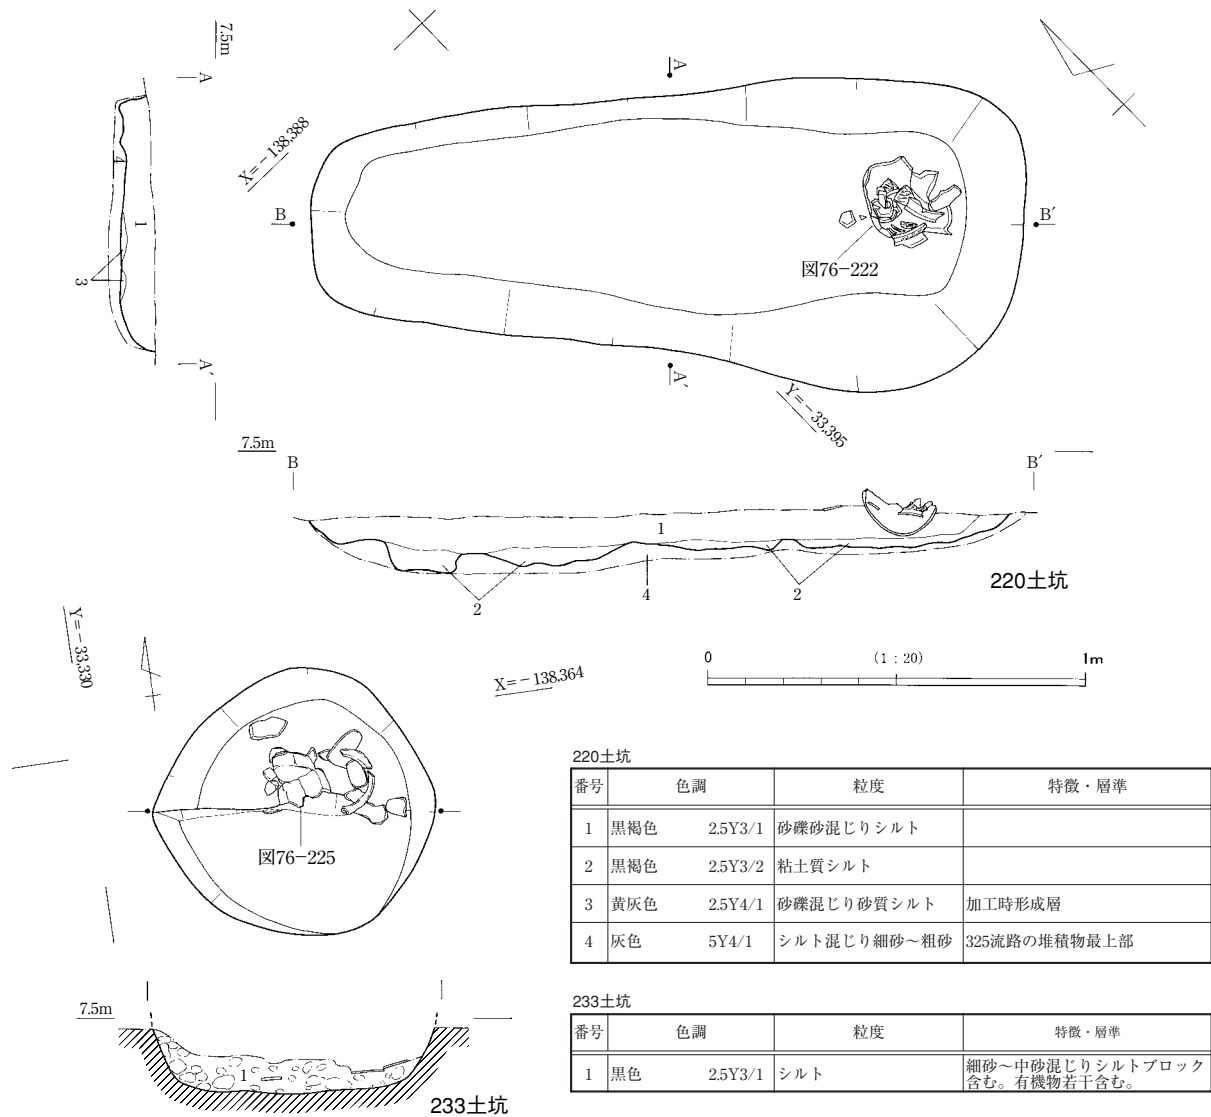 7.5m
A
A
X=−138,388
B
B′
図76−222
1
4
3
A′
A′
Y=−33,395
7.5m
B
B′
1
2
4
2
220土坑
Y=−33,330
X=−138,364
0 (1：20) 1m
図76−225
220土坑
番号 色調 粒度 特徴・層準
1 黒褐色 2.5Y3/1 砂礫砂混じりシルト
2 黒褐色 2.5Y3/2 粘土質シルト
3 黄灰色 2.5Y4/1 砂礫混じり砂質シルト 加工時形成層
4 灰色 5Y4/1 シルト混じり細砂〜粗砂 325流路の堆積物最上部
7.5m
1
233土坑
233土坑
番号 色調 粒度 特徴・層準
1 黒色 2.5Y3/1 シルト 細砂〜中砂混じりシルトブロック
含む。有機物若干含む。